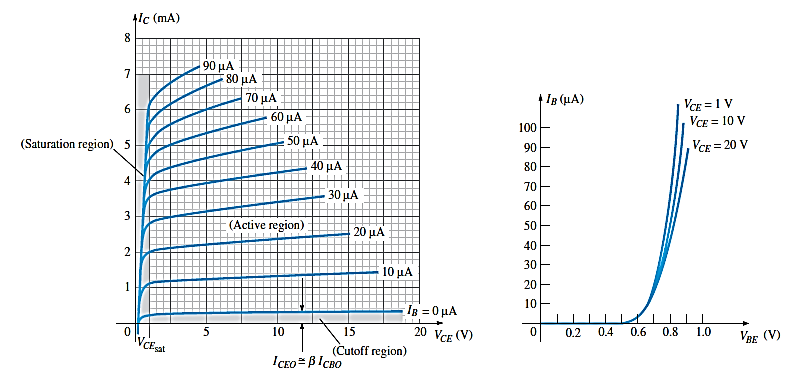 I_C (mA)
8
7
6
5
4
3
2
1
0
5
10
15
20
V_CE (V)
90 μA
80 μA
70 μA
60 μA
50 μA
40 μA
30 μA
20 μA
10 μA
I_B = 0 μA
(Saturation region)
(Active region)
(Cutoff region)
V_CEsat
I_CEO ≅ β I_CBO
I_B (μA)
100
90
80
70
60
50
40
30
20
10
0
0.2
0.4
0.6
0.8
1.0
V_BE (V)
V_CE = 1 V
V_CE = 10 V
V_CE = 20 V